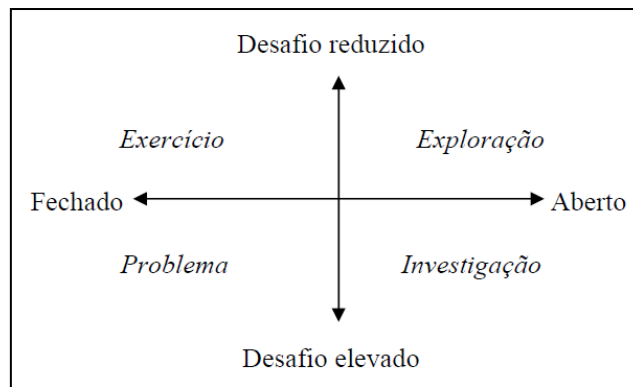 Desafio reduzido
Exercício Exploração
Fechado Aberto
Problema Investigação
Desafio elevado